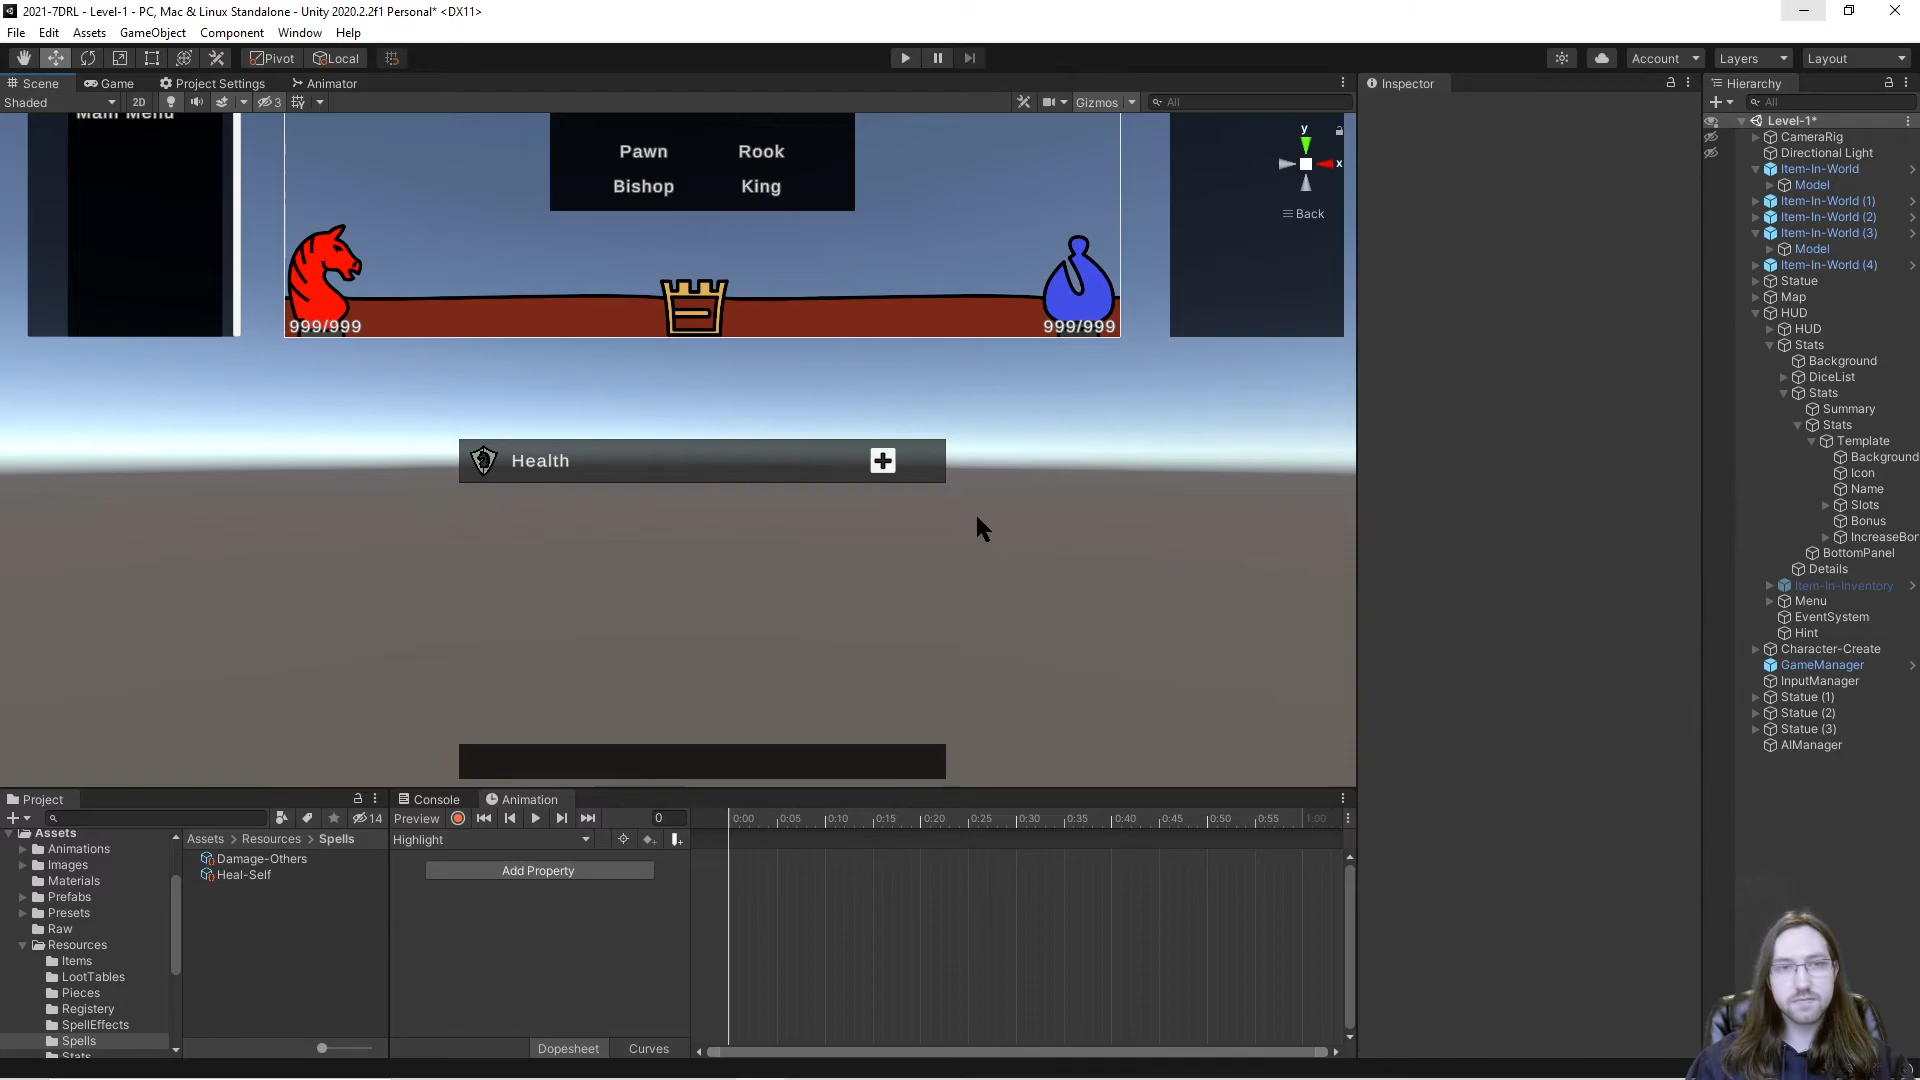 2021-7DRL - Level-1 - PC, Mac & Linux Standalone - Unity 2020.2.2f1 Personal* <DX11>
File Edit Assets GameObject Component Window Help
Pivot Local Account Layers Layout
Scene Game Project Settings Animator Inspector Hierarchy
Shaded 2D 3 Gizmos All All
Main Menu
Pawn Rook
Bishop King
y
x
Back
999/999 999/999
Health
Level-1*
CameraRig
Directional Light
Item-In-World
Model
Item-In-World (1)
Item-In-World (2)
Item-In-World (3)
Model
Item-In-World (4)
Statue
Map
HUD
HUD
Stats
Background
DiceList
Stats
Summary
Stats
Template
Background
Icon
Name
Slots
Bonus
IncreaseBor
BottomPanel
Details
Item-In-Inventory
Menu
EventSystem
Hint
Character-Create
GameManager
InputManager
Statue (1)
Statue (2)
Statue (3)
AIManager
Project
14
Assets
Animations
Images
Materials
Prefabs
Presets
Raw
Resources
Items
LootTables
Pieces
Registery
SpellEffects
Spells
Stats
Assets > Resources > Spells
Damage-Others
Heal-Self
Console Animation
Preview 0
0:00 0:05 0:10 0:15 0:20 0:25 0:30 0:35 0:40 0:45 0:50 0:55 1:00
Highlight
Add Property
Dopesheet Curves